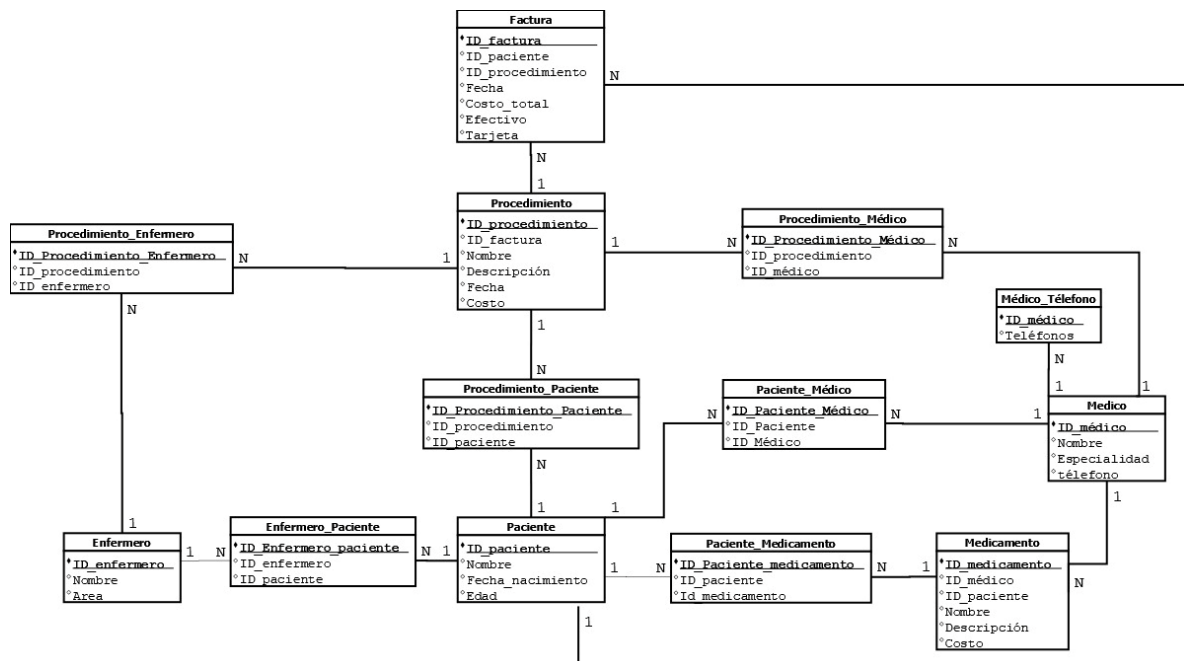 Factura
ID_factura
ID_paciente
ID_procedimiento
Fecha
Costo_total
Efectivo
Tarjeta
N
N
1
Procedimiento
ID_procedimiento
ID_factura
Nombre
Descripción
Fecha
Costo
Procedimiento_Enfermero
ID_Procedimiento_Enfermero
ID_procedimiento
ID_enfermero
N
1
N
1
N
Procedimiento_Médico
ID_Procedimiento_Médico
ID_procedimiento
ID_médico
N
1
Médico_Télefono
ID_médico
Teléfonos
N
1
1
N
Procedimiento_Paciente
ID_Procedimiento_Paciente
ID_procedimiento
ID_paciente
N
1
Paciente_Médico
ID_Paciente_Médico
ID_Paciente
ID_Médico
N
N
1
1
Medico
ID_médico
Nombre
Especialidad
télefono
1
1
Enfermero
ID_enfermero
Nombre
Area
1
N
Enfermero_Paciente
ID_Enfermero_paciente
ID_enfermero
ID_paciente
N
1
Paciente
ID_paciente
Nombre
Fecha_nacimiento
Edad
1
N
1
Paciente_Medicamento
ID_Paciente_medicamento
ID_paciente
Id_medicamento
N
1
Medicamento
ID_medicamento
ID_médico
ID_paciente
Nombre
Descripción
Costo
N